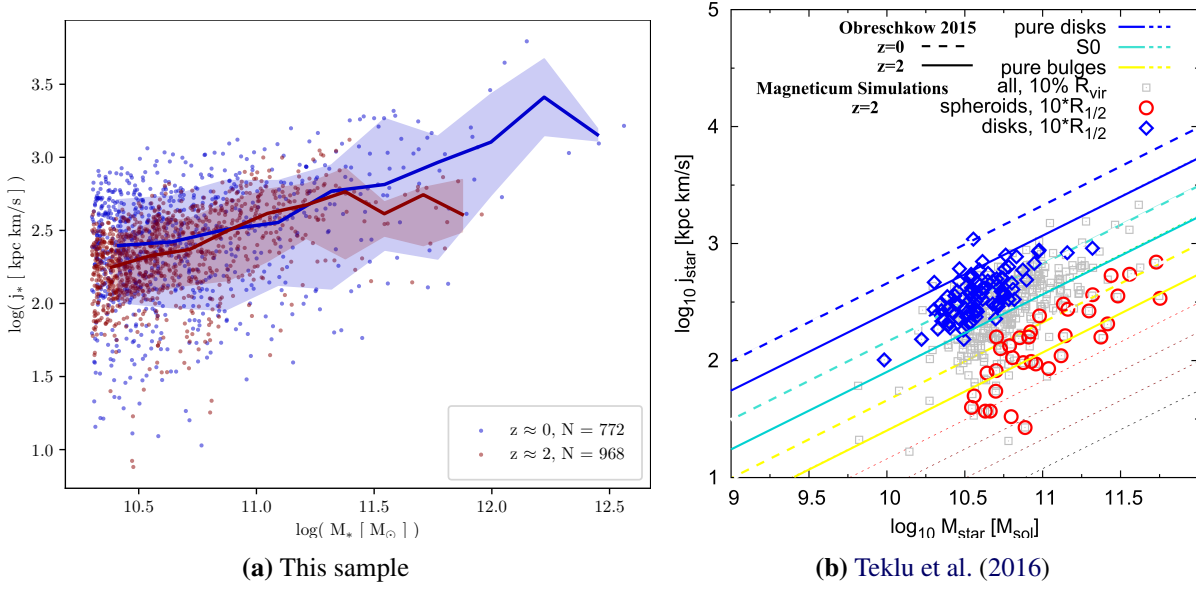 3.5
3.0
2.5
2.0
1.5
1.0
log( j* [ kpc km/s ] )
z ≈ 0, N = 772
z ≈ 2, N = 968
10.5 11.0 11.5 12.0 12.5
log( M* [ M⊙ ] )
(a) This sample
5
4
3
2
1
log10 jstar [kpc km/s]
Obreschkow 2015
z=0
z=2
Magneticum Simulations
z=2
pure disks
S0
pure bulges
all, 10% Rvir
spheroids, 10*R1/2
disks, 10*R1/2
9 9.5 10 10.5 11 11.5
log10 Mstar [Msol]
(b) Teklu et al. (2016)